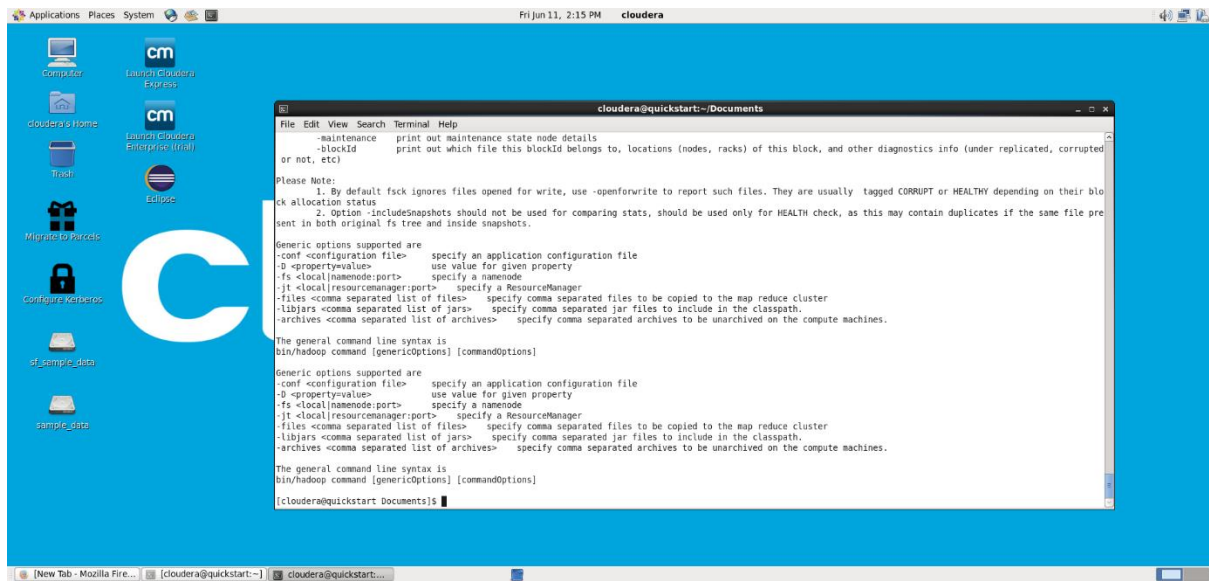 Applications Places System Fri Jun 11, 2:15 PM cloudera
Computer
cm
Launch Cloudera
Express
cloudera's Home
cm
Launch Cloudera
Enterprise (trial)
Trash
Eclipse
Migrate to Parcels
Configure Kerberos
sf_sample_data
sample_data
cloudera@quickstart:~/Documents
File Edit View Search Terminal Help
-maintenance print out maintenance state node details
-blockId print out which file this blockId belongs to, locations (nodes, racks) of this block, and other diagnostics info (under replicated, corrupted
or not, etc)
Please Note:
1. By default fsck ignores files opened for write, use -openforwrite to report such files. They are usually tagged CORRUPT or HEALTHY depending on their blo
ck allocation status
2. Option -includeSnapshots should not be used for comparing stats, should be used only for HEALTH check, as this may contain duplicates if the same file pre
sent in both original fs tree and inside snapshots.
Generic options supported are
-conf <configuration file> specify an application configuration file
-D <property=value> use value for given property
-fs <local|namenode:port> specify a namenode
-jt <local|resourcemanager:port> specify a ResourceManager
-files <comma separated list of files> specify comma separated files to be copied to the map reduce cluster
-libjars <comma separated list of jars> specify comma separated jar files to include in the classpath.
-archives <comma separated list of archives> specify comma separated archives to be unarchived on the compute machines.
The general command line syntax is
bin/hadoop command [genericOptions] [commandOptions]
Generic options supported are
-conf <configuration file> specify an application configuration file
-D <property=value> use value for given property
-fs <local|namenode:port> specify a namenode
-jt <local|resourcemanager:port> specify a ResourceManager
-files <comma separated list of files> specify comma separated files to be copied to the map reduce cluster
-libjars <comma separated list of jars> specify comma separated jar files to include in the classpath.
-archives <comma separated list of archives> specify comma separated archives to be unarchived on the compute machines.
The general command line syntax is
bin/hadoop command [genericOptions] [commandOptions]
[cloudera@quickstart Documents]$
[New Tab - Mozilla Fire... [cloudera@quickstart:~] cloudera@quickstart:...